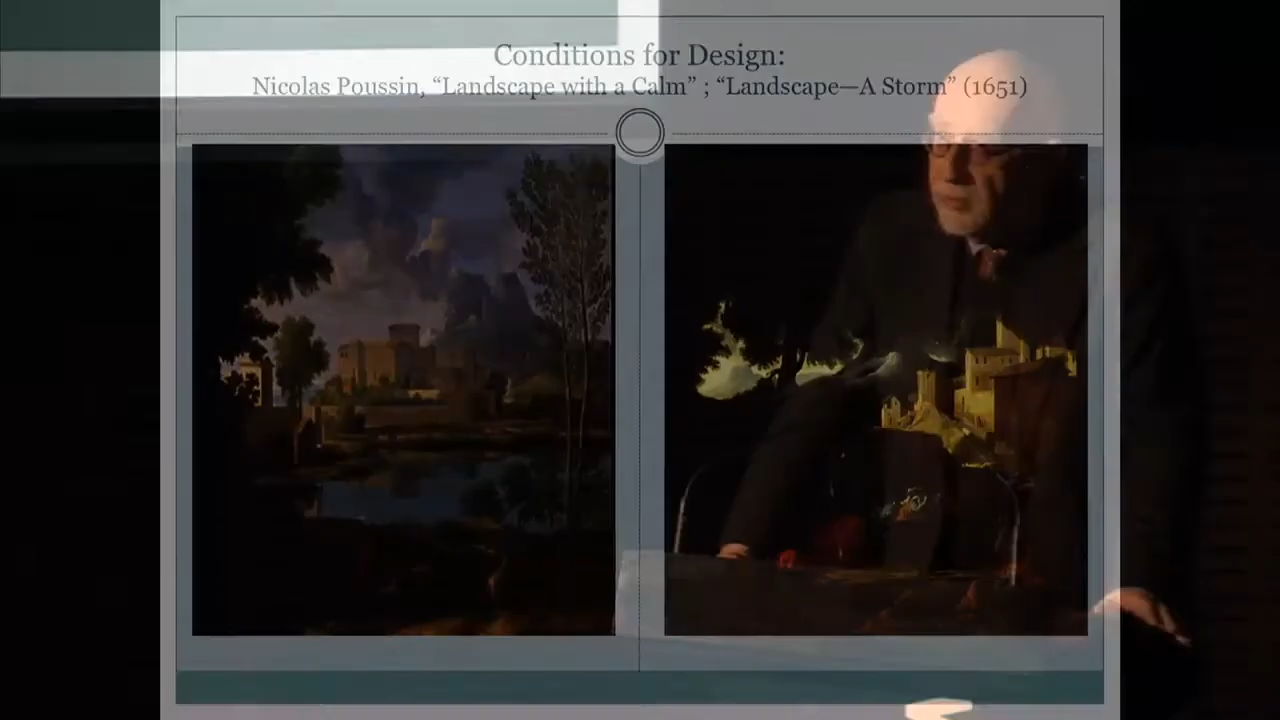 Conditions for Design:
Nicolas Poussin, “Landscape with a Calm” ; “Landscape—A Storm” (1651)